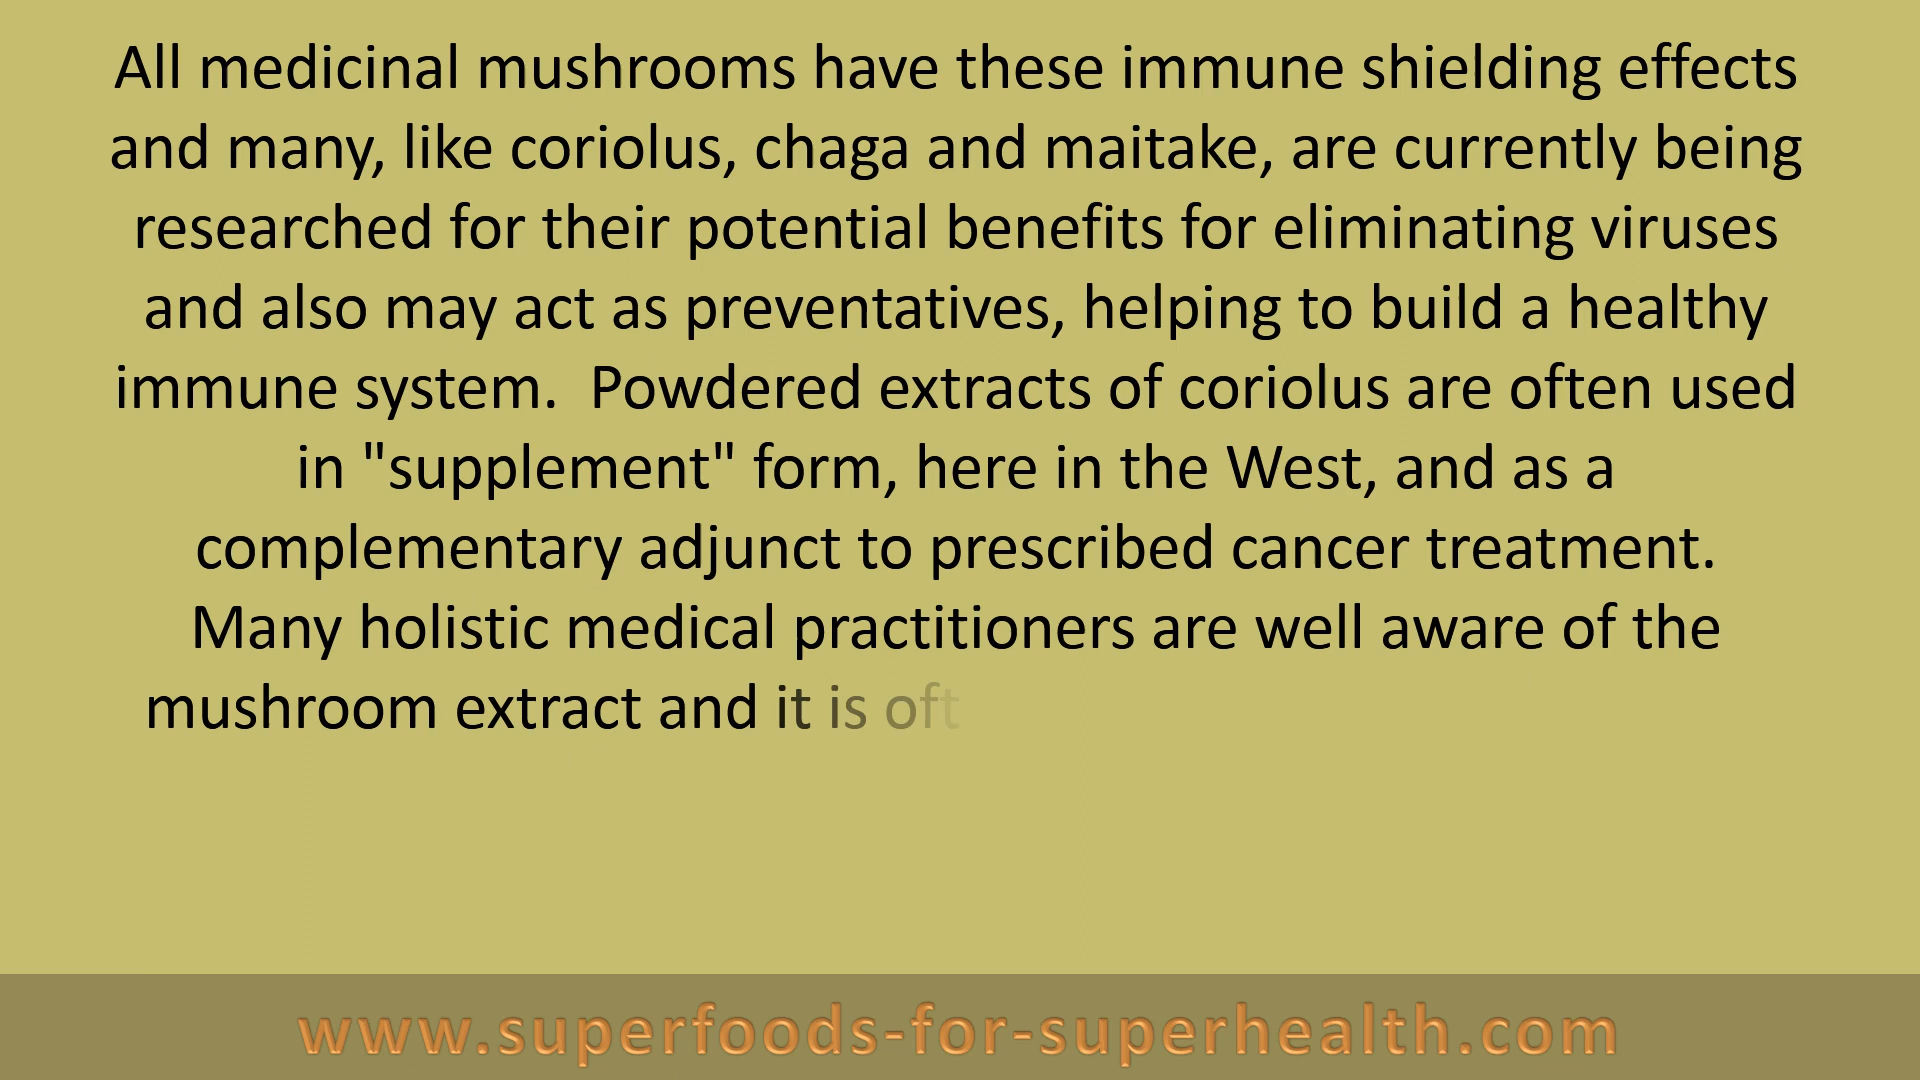 All medicinal mushrooms have these immune shielding effects
and many, like coriolus, chaga and maitake, are currently being
researched for their potential benefits for eliminating viruses
and also may act as preventatives, helping to build a healthy
immune system.  Powdered extracts of coriolus are often used
in "supplement" form, here in the West, and as a
complementary adjunct to prescribed cancer treatment.
Many holistic medical practitioners are well aware of the
mushroom extract and it is oft
www.superfoods-for-superhealth.com